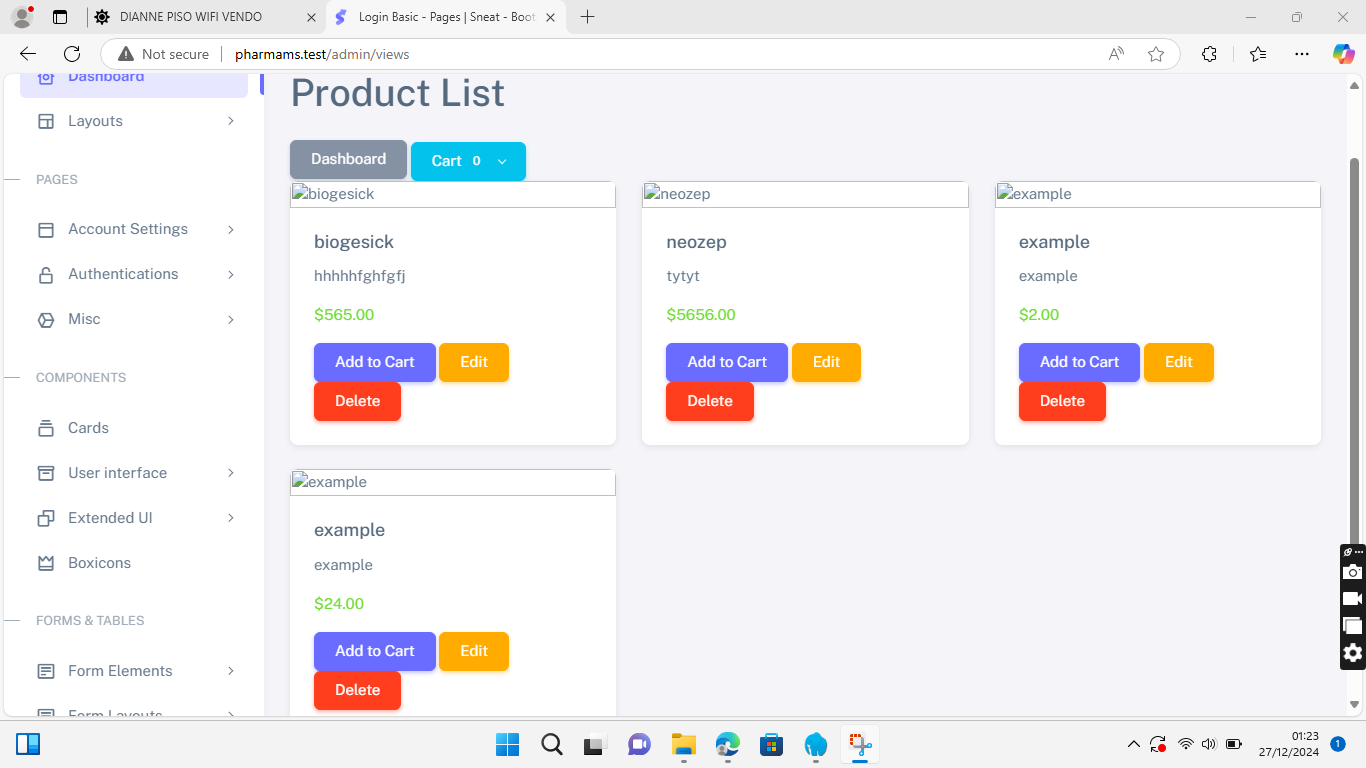 DIANNE PISO WIFI VENDO
Login Basic - Pages | Sneat - Boot
Not secure
pharmams.test/admin/views
Dashboard
Layouts
PAGES
Account Settings
Authentications
Misc
COMPONENTS
Cards
User interface
Extended UI
Boxicons
FORMS & TABLES
Form Elements
Form Layouts
Product List
Dashboard
Cart 0
biogesick
neozep
example
biogesick
hhhhhfghfgfj
$565.00
Add to Cart
Edit
Delete
neozep
tytyt
$5656.00
Add to Cart
Edit
Delete
example
example
$2.00
Add to Cart
Edit
Delete
example
example
example
$24.00
Add to Cart
Edit
Delete
01:23
27/12/2024
1